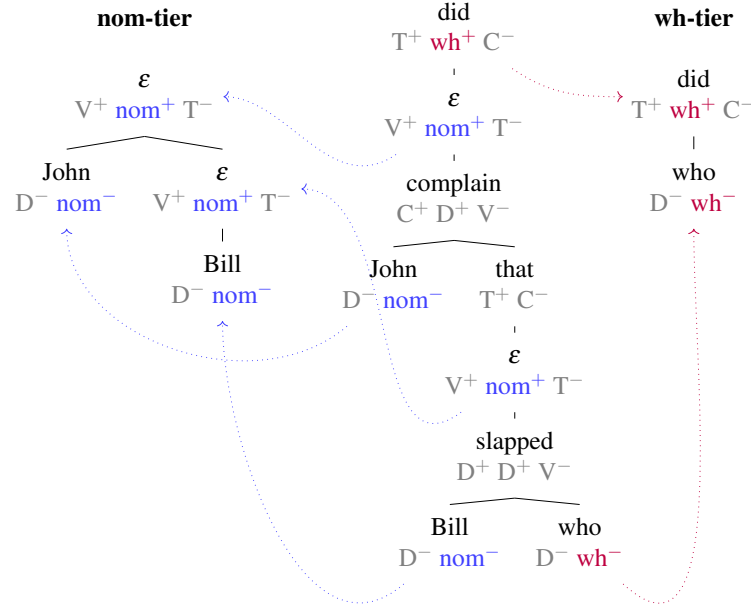 nom-tier
ε
V⁺ nom⁺ T⁻
John
D⁻ nom⁻
ε
V⁺ nom⁺ T⁻
Bill
D⁻ nom⁻
did
T⁺ wh⁺ C⁻
ε
V⁺ nom⁺ T⁻
complain
C⁺ D⁺ V⁻
John
D⁻ nom⁻
that
T⁺ C⁻
ε
V⁺ nom⁺ T⁻
slapped
D⁺ D⁺ V⁻
Bill
D⁻ nom⁻
who
D⁻ wh⁻
wh-tier
did
T⁺ wh⁺ C⁻
who
D⁻ wh⁻